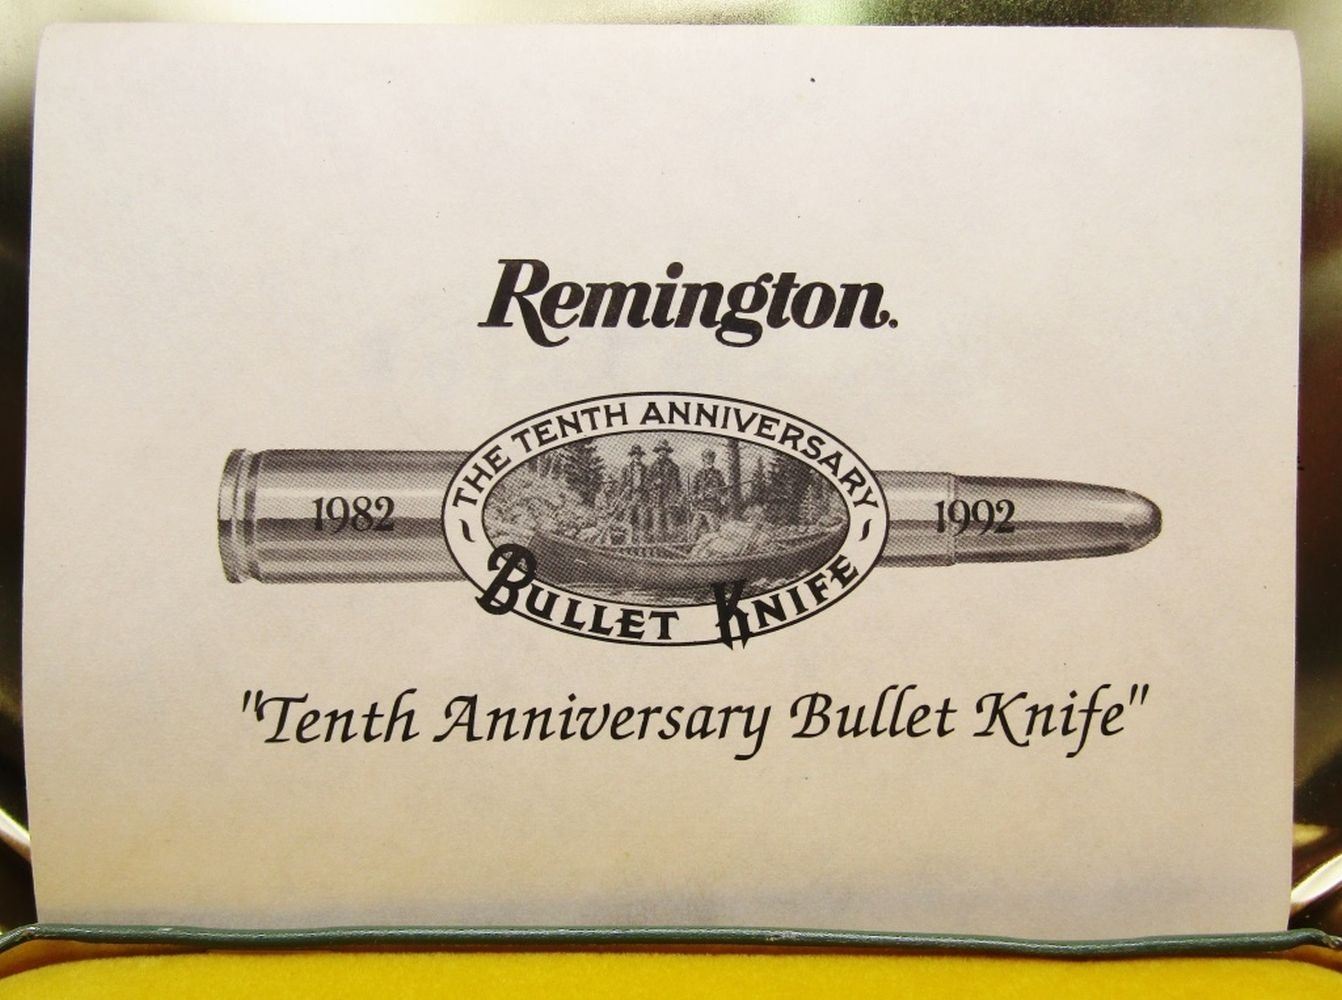 Remington.
THE TENTH ANNIVERSARY
1982
1992
BULLET KNIFE
"Tenth Anniversary Bullet Knife"